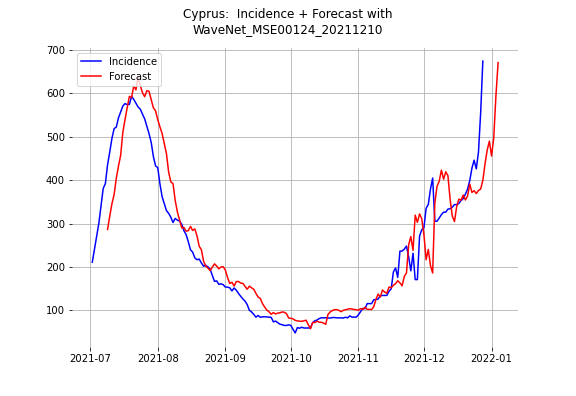 Cyprus:  Incidence + Forecast with
WaveNet_MSE00124_20211210
Incidence
Forecast
700
600
500
400
300
200
100
2021-07 2021-08 2021-09 2021-10 2021-11 2021-12 2022-01